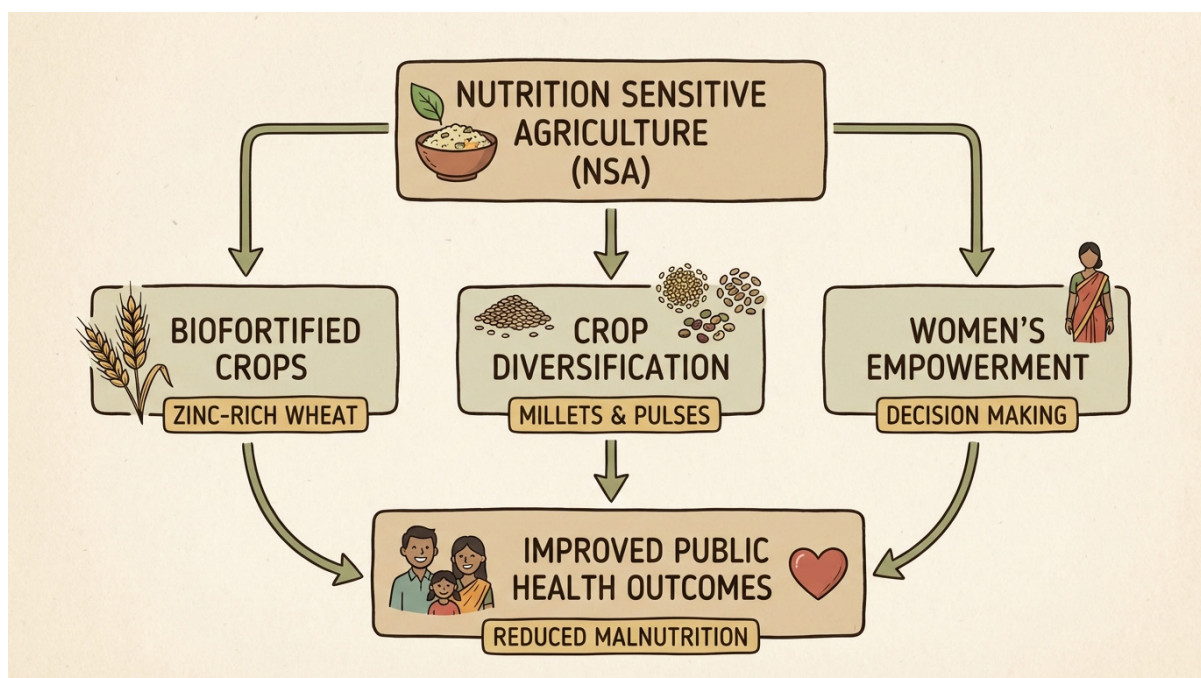 NUTRITION SENSITIVE
AGRICULTURE
(NSA)
BIOFORTIFIED
CROPS
ZINC-RICH WHEAT
CROP
DIVERSIFICATION
MILLETS & PULSES
WOMEN'S
EMPOWERMENT
DECISION MAKING
IMPROVED PUBLIC
HEALTH OUTCOMES
REDUCED MALNUTRITION